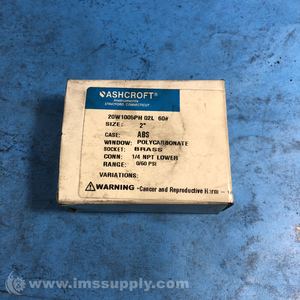 ASHCROFT®
Instruments
STRATFORD, CONNECTICUT
20W1005PH 02L 60#
SIZE: 2"
CASE: ABS
WINDOW: POLYCARBONATE
SOCKET: BRASS
CONN: 1/4 NPT LOWER
RANGE: 0/60 PSI
VARIATIONS:
⚠WARNING -Cancer and Reproductive Harm -
© www.imssupply.com